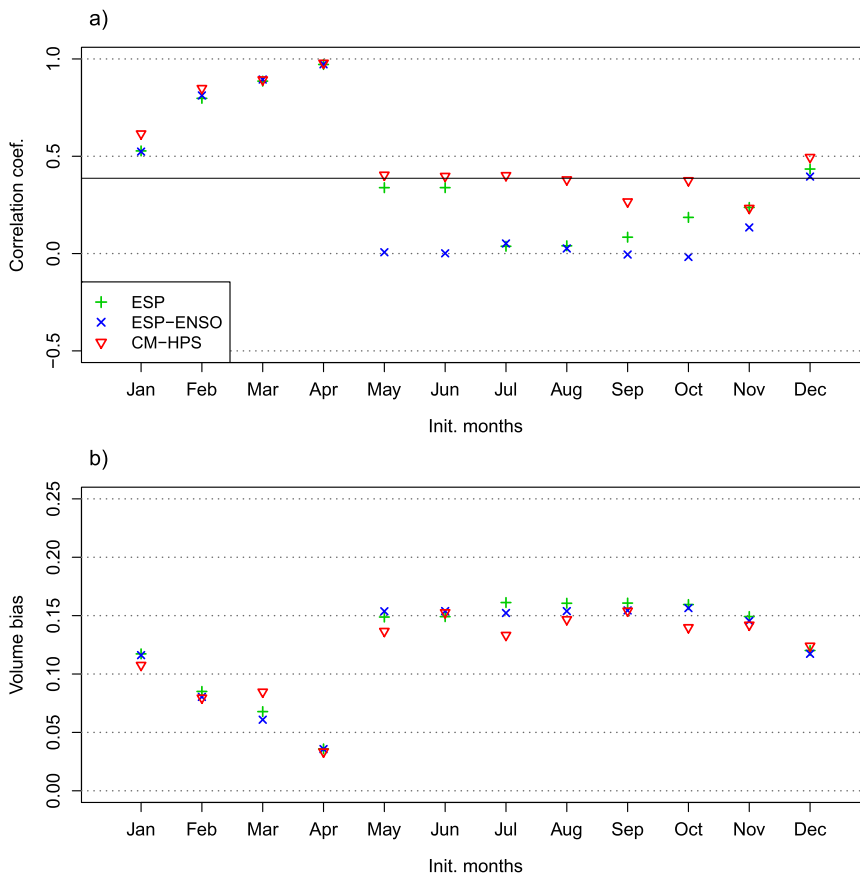 a)
Correlation coef.
1.0
0.5
0.0
−0.5
ESP
ESP−ENSO
CM−HPS
Jan Feb Mar Apr May Jun Jul Aug Sep Oct Nov Dec
Init. months
b)
Volume bias
0.25
0.20
0.15
0.10
0.05
0.00
Jan Feb Mar Apr May Jun Jul Aug Sep Oct Nov Dec
Init. months